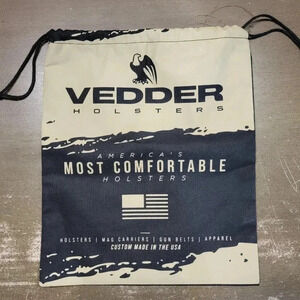 VEDDER
HOLSTERS
AMERICA'S
MOST COMFORTABLE
HOLSTERS
HOLSTERS | MAG CARRIERS | GUN BELTS | APPAREL
CUSTOM MADE IN THE USA